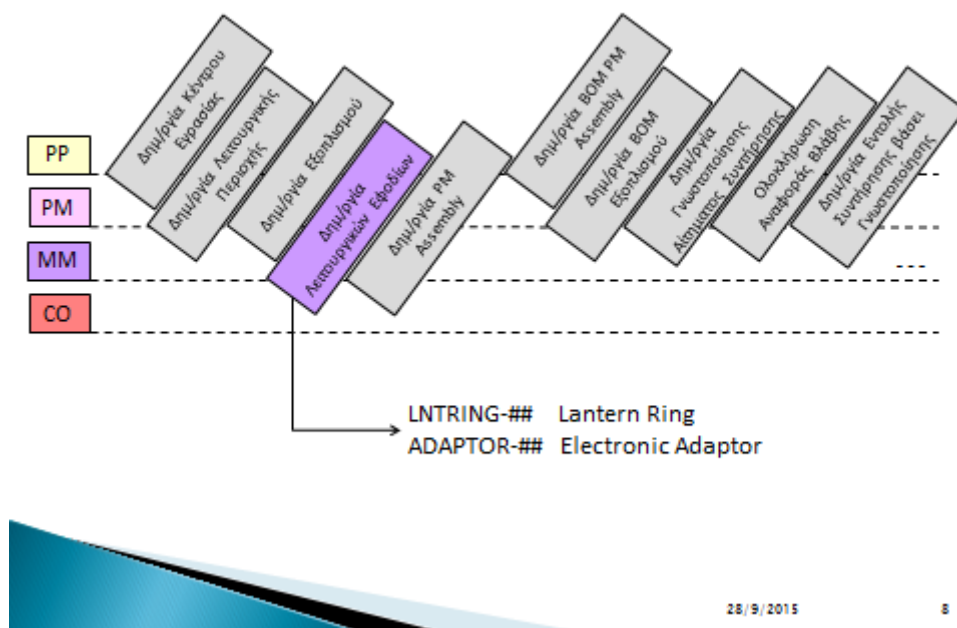 Δημ/ργία Κέντρου
Εργασίας
Δημ/ργία Λειτουργικής
Περιοχής
Δημ/ργία Εξοπλισμού
Δημ/ργία
Λειτουργικών Εφοδίων
Δημ/ργία PM
Assembly
Δημ/ργία BOM PM
Assembly
Δημ/ργία BOM
Εξοπλισμού
Δημ/ργία
Γνωστοποίησης
Αιτήματος Συντήρησης
Ολοκλήρωση
Αναφοράς Βλάβης
Δημ/ργία Εντολής
Συντήρησης βάσει
Γνωστοποίησης
PP
PM
MM
CO
LNTRING-## Lantern Ring
ADAPTOR-## Electronic Adaptor
28/9/2015
8